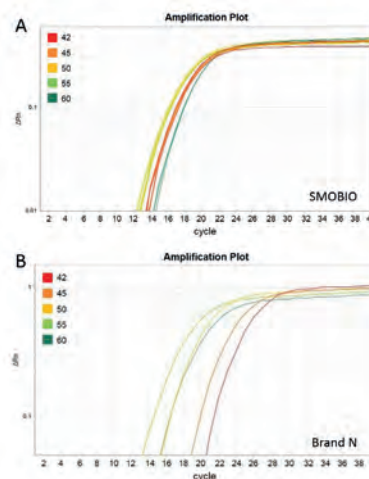 A
Amplification Plot
42
45
50
55
60
0.1
0.01
ΔRn
2 4 6 8 10 12 14 16 18 20 22 24 26 28 30 32 34 36 38 4
cycle
SMOBIO
B
Amplification Plot
42
45
50
55
60
1
0.1
ΔRn
2 4 6 8 10 12 14 16 18 20 22 24 26 28 30 32 34 36 38
cycle
Brand N